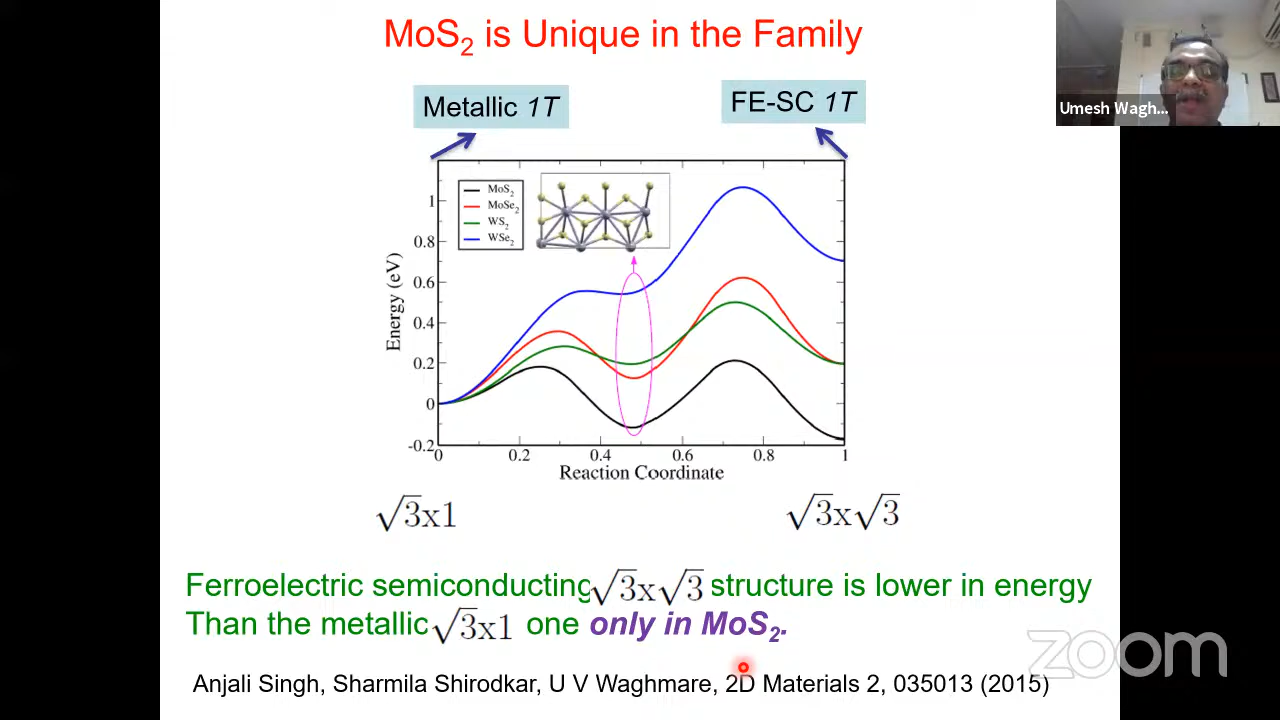 MoS₂ is Unique in the Family
Umesh Wagh...
Metallic 1T
FE-SC 1T
MoS₂
MoSe₂
WS₂
WSe₂
1
0.8
0.6
0.4
0.2
0
-0.2
Energy (eV)
0 0.2 0.4 0.6 0.8 1
Reaction Coordinate
√3x1
√3x√3
Ferroelectric semiconducting √3x√3 structure is lower in energy
Than the metallic √3x1 one only in MoS₂.
zoom
Anjali Singh, Sharmila Shirodkar, U V Waghmare, 2D Materials 2, 035013 (2015)